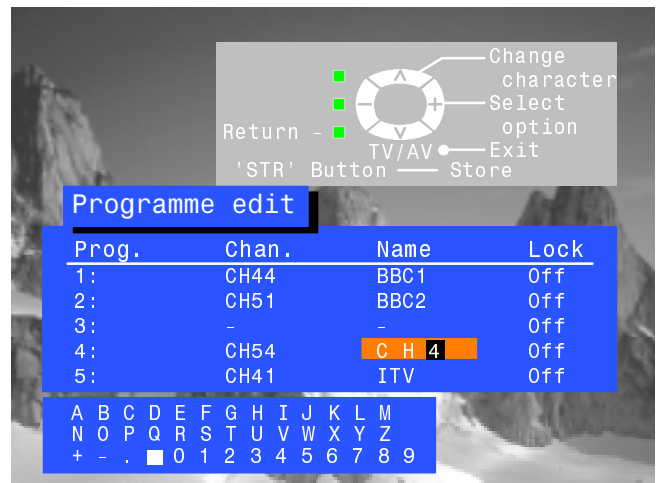 Change
character
Select
option
Return -
TV/AV
Exit
'STR' Button
Store
Programme edit
Prog. Chan. Name Lock
1: CH44 BBC1 Off
2: CH51 BBC2 Off
3: - - Off
4: CH54 C H 4 Off
5: CH41 ITV Off
A B C D E F G H I J K L M
N O P Q R S T U V W X Y Z
+ - . 0 1 2 3 4 5 6 7 8 9